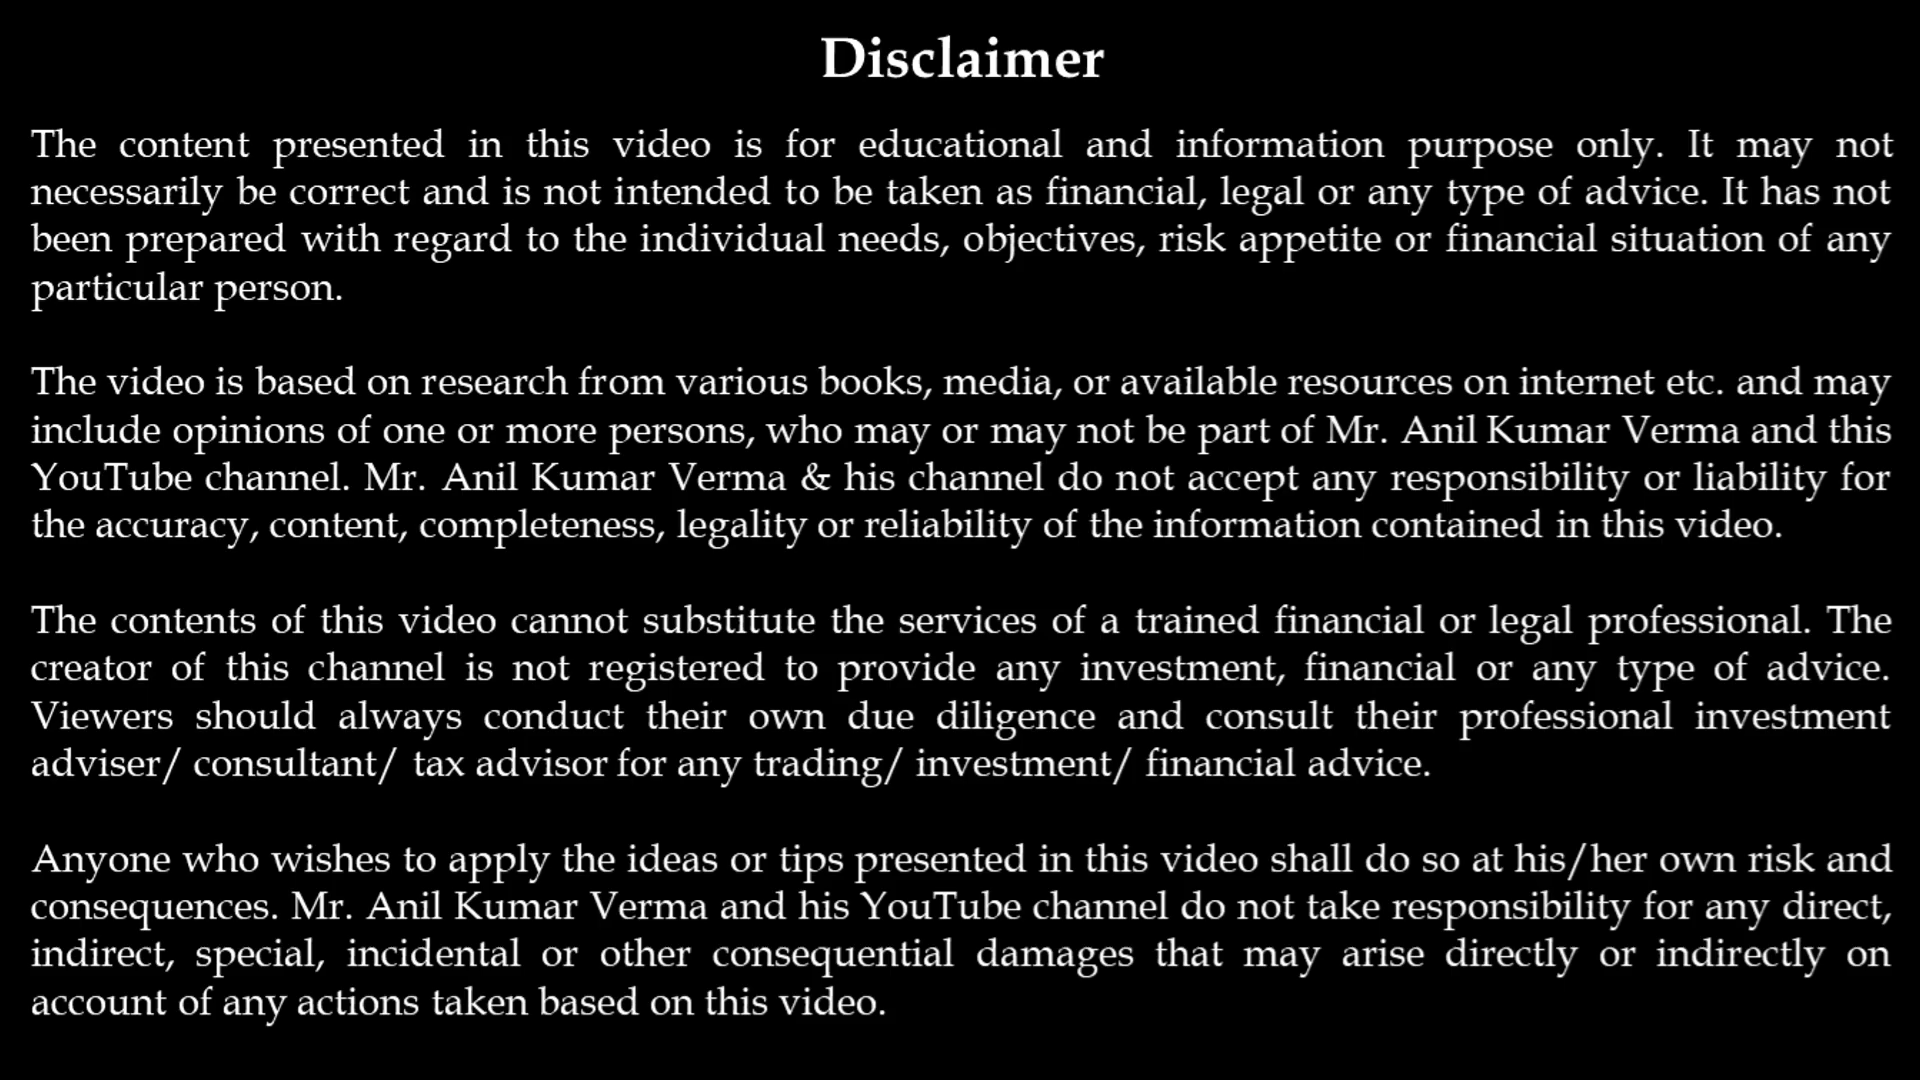 Disclaimer
The content presented in this video is for educational and information purpose only. It may not
necessarily be correct and is not intended to be taken as financial, legal or any type of advice. It has not
been prepared with regard to the individual needs, objectives, risk appetite or financial situation of any
particular person.
The video is based on research from various books, media, or available resources on internet etc. and may
include opinions of one or more persons, who may or may not be part of Mr. Anil Kumar Verma and this
YouTube channel. Mr. Anil Kumar Verma & his channel do not accept any responsibility or liability for
the accuracy, content, completeness, legality or reliability of the information contained in this video.
The contents of this video cannot substitute the services of a trained financial or legal professional. The
creator of this channel is not registered to provide any investment, financial or any type of advice.
Viewers should always conduct their own due diligence and consult their professional investment
adviser/ consultant/ tax advisor for any trading/ investment/ financial advice.
Anyone who wishes to apply the ideas or tips presented in this video shall do so at his/her own risk and
consequences. Mr. Anil Kumar Verma and his YouTube channel do not take responsibility for any direct,
indirect, special, incidental or other consequential damages that may arise directly or indirectly on
account of any actions taken based on this video.